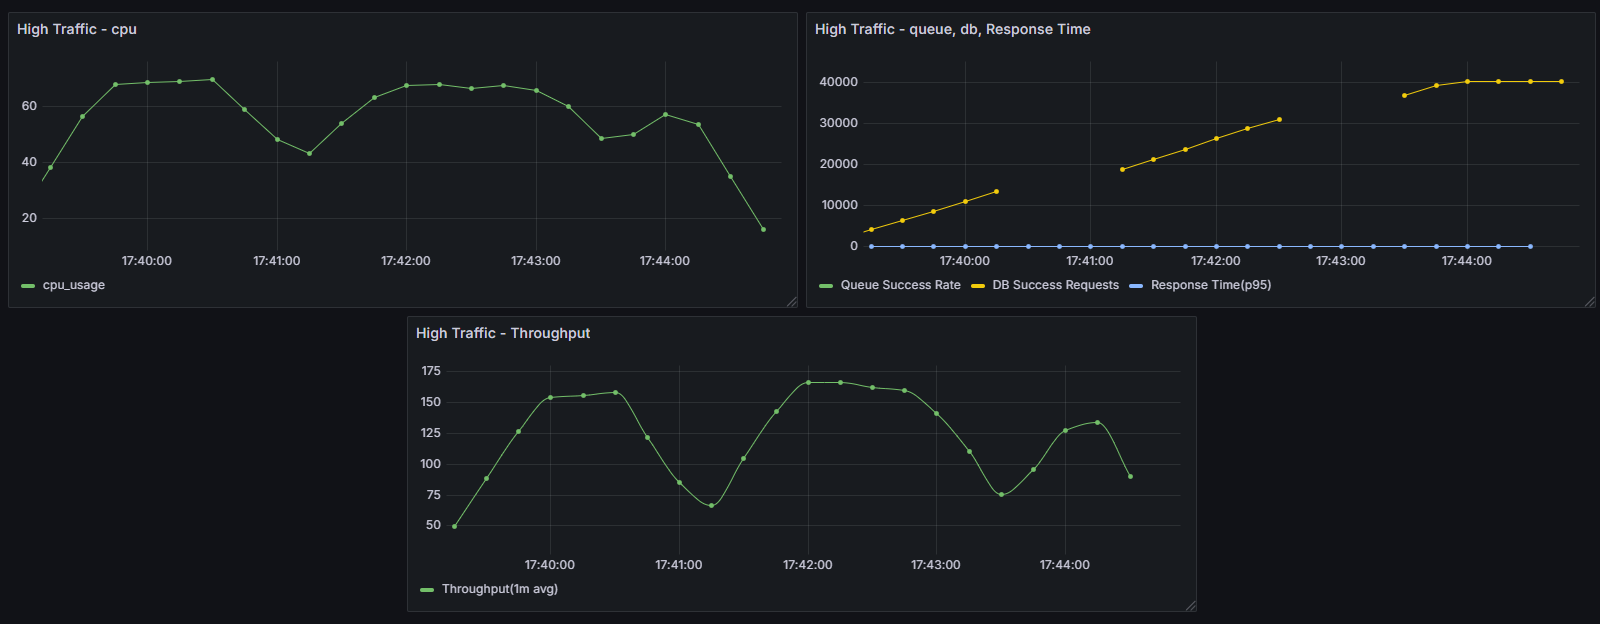 High Traffic - cpu
60
40
20
17:40:00 17:41:00 17:42:00 17:43:00 17:44:00
cpu_usage
High Traffic - queue, db, Response Time
40000
30000
20000
10000
0
17:40:00 17:41:00 17:42:00 17:43:00 17:44:00
Queue Success Rate DB Success Requests Response Time(p95)
High Traffic - Throughput
175
150
125
100
75
50
17:40:00 17:41:00 17:42:00 17:43:00 17:44:00
Throughput(1m avg)